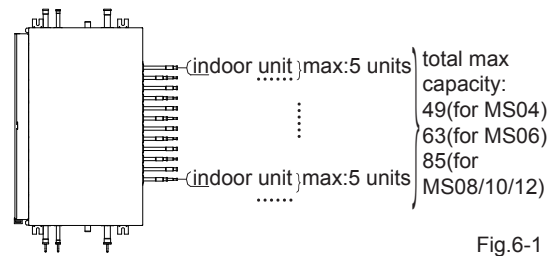 indoor unit max:5 units
indoor unit max:5 units
total max
capacity:
49(for MS04)
63(for MS06)
85(for
MS08/10/12)
Fig.6-1